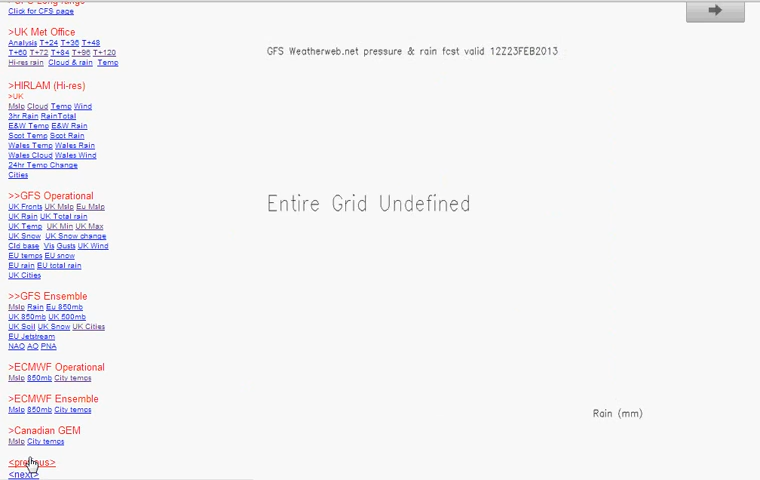 Click for CFS page
>UK Met Office
Analysis T+24 T+36 T+48
T+60 T+72 T+84 T+96 T+120
Hi-res rain Cloud & rain Temp
>HIRLAM (Hi-res)
>UK
Mslp Cloud Temp Wind
3hr Rain RainTotal
E&W Temp E&W Rain
Scot Temp Scot Rain
Wales Temp Wales Rain
Wales Cloud Wales Wind
24hr Temp Change
Cities
>>GFS Operational
UK Fronts UK Mslp Eu Mslp
UK Rain UK Total rain
UK Temp UK Min UK Max
UK Snow UK Snow change
Cld base Vis Gusts UK Wind
EU temps EU snow
EU rain EU total rain
UK Cities
>>GFS Ensemble
Mslp Rain Eu 850mb
UK 850mb UK 500mb
UK Soil UK Snow UK Cities
EU Jetstream
NAO AO PNA
>ECMWF Operational
Mslp 850mb City temps
>ECMWF Ensemble
Mslp 850mb City temps
>Canadian GEM
Mslp City temps
<previous>
<next>
GFS Weatherweb.net pressure & rain fcst valid 12Z23FEB2013
Entire Grid Undefined
Rain (mm)